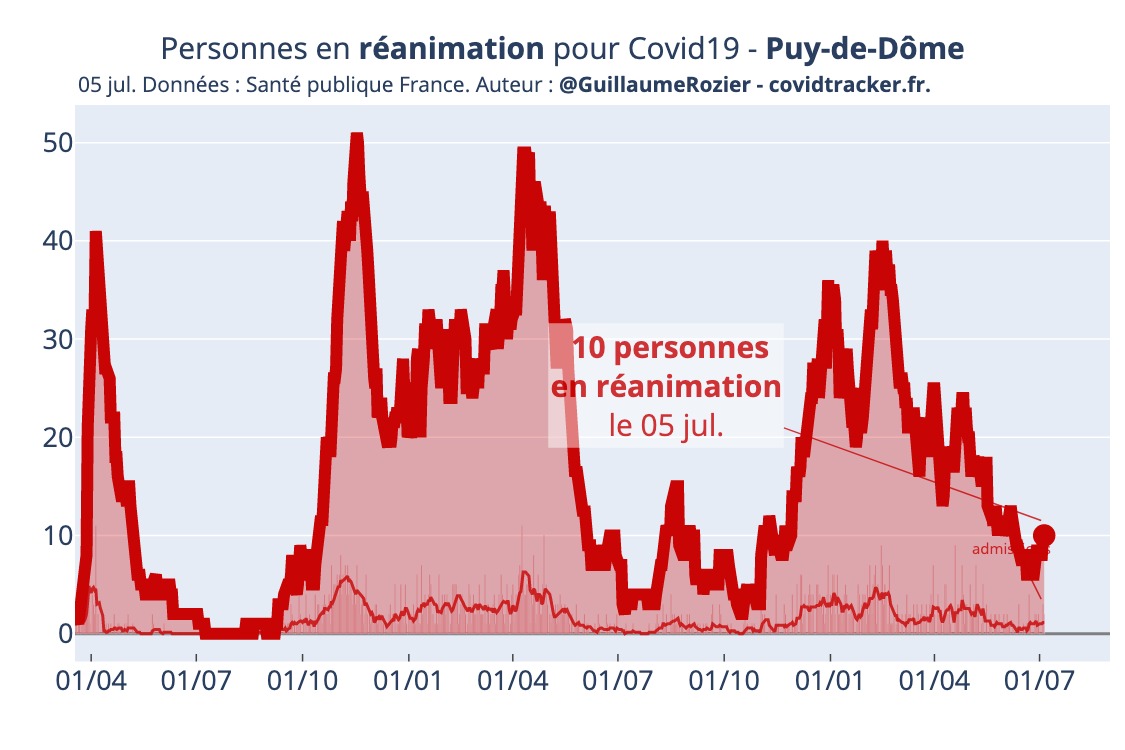 Personnes en réanimation pour Covid19 - Puy-de-Dôme
05 jul. Données : Santé publique France. Auteur : @GuillaumeRozier - covidtracker.fr.
50
40
30
20
10
0
10 personnes
en réanimation
le 05 jul.
01/04 01/07 01/10 01/01 01/04 01/07 01/10 01/01 01/04 01/07